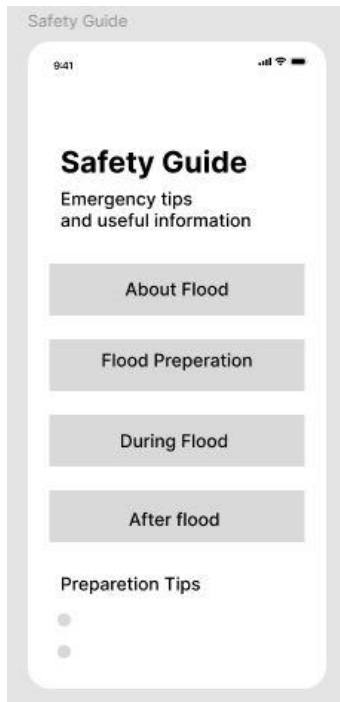 Safety Guide
9:41
Safety Guide
Emergency tips
and useful information
About Flood
Flood Preperation
During Flood
After flood
Preparetion Tips